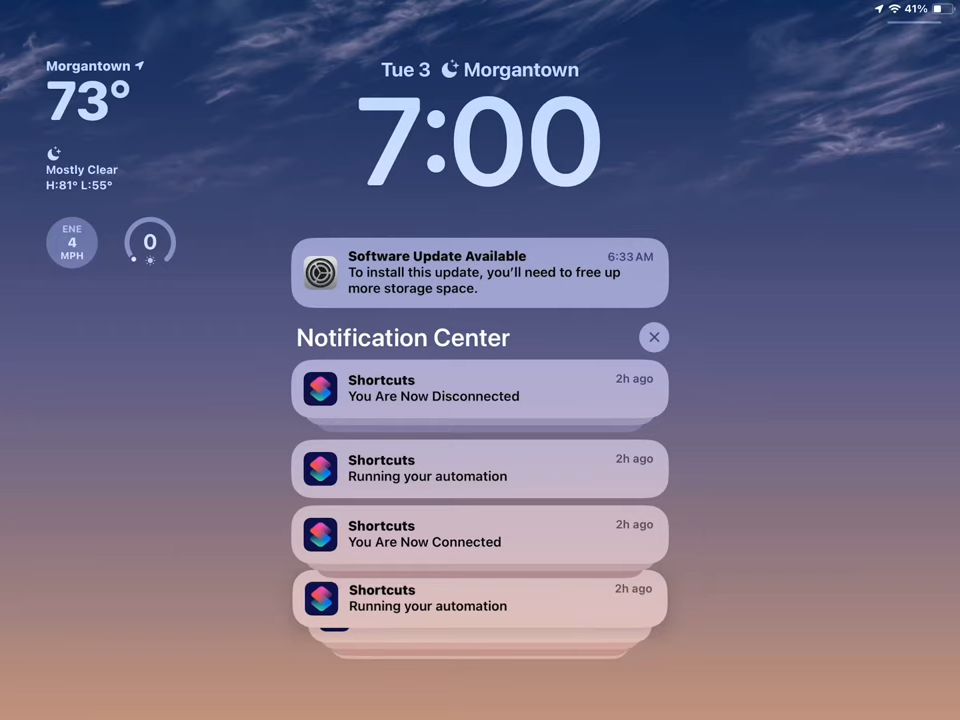 41%
Morgantown
73°
Mostly Clear
H:81° L:55°
ENE
4
MPH
0
Tue 3 Morgantown
7:00
Software Update Available 6:33 AM
To install this update, you’ll need to free up
more storage space.
Notification Center
Shortcuts 2h ago
You Are Now Disconnected
Shortcuts 2h ago
Running your automation
Shortcuts 2h ago
You Are Now Connected
Shortcuts 2h ago
Running your automation